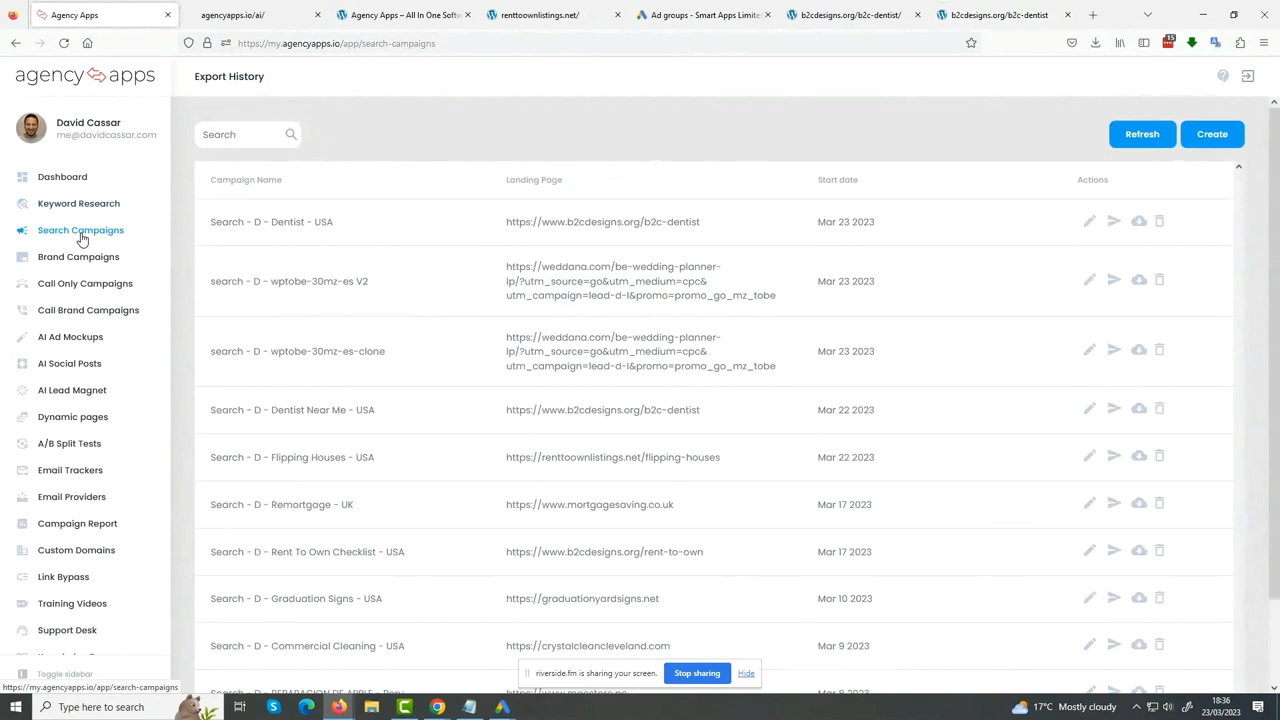 Agency Apps
agencyapps.io/ai/
Agency Apps – All In One Softw
renttoownlistings.net/
Ad groups - Smart Apps Limited
b2cdesigns.org/b2c-dentist/
b2cdesigns.org/b2c-dentist
https://my.agencyapps.io/app/search-campaigns
15
agency apps
Export History
David Cassar
me@davidcassar.com
Search
Refresh
Create
Dashboard
Keyword Research
Search Campaigns
Brand Campaigns
Call Only Campaigns
Call Brand Campaigns
AI Ad Mockups
AI Social Posts
AI Lead Magnet
Dynamic pages
A/B Split Tests
Email Trackers
Email Providers
Campaign Report
Custom Domains
Link Bypass
Training Videos
Support Desk
Toggle sidebar
https://my.agencyapps.io/app/search-campaigns
Campaign Name Landing Page Start date Actions
Search - D - Dentist - USA https://www.b2cdesigns.org/b2c-dentist Mar 23 2023
search - D - wptobe-30mz-es V2 https://weddana.com/be-wedding-planner-
lp/?utm_source=go&utm_medium=cpc&
utm_campaign=lead-d-l&promo=promo_go_mz_tobe Mar 23 2023
search - D - wptobe-30mz-es-clone https://weddana.com/be-wedding-planner-
lp/?utm_source=go&utm_medium=cpc&
utm_campaign=lead-d-l&promo=promo_go_mz_tobe Mar 23 2023
Search - D - Dentist Near Me - USA https://www.b2cdesigns.org/b2c-dentist Mar 22 2023
Search - D - Flipping Houses - USA https://renttoownlistings.net/flipping-houses Mar 22 2023
Search - D - Remortgage - UK https://www.mortgagesaving.co.uk Mar 17 2023
Search - D - Rent To Own Checklist - USA https://www.b2cdesigns.org/rent-to-own Mar 17 2023
Search - D - Graduation Signs - USA https://graduationyardsigns.net Mar 10 2023
Search - D - Commercial Cleaning - USA https://crystalcleancleveland.com Mar 9 2023
riverside.fm is sharing your screen. Stop sharing Hide
Type here to search
17°C Mostly cloudy
18:36
23/03/2023